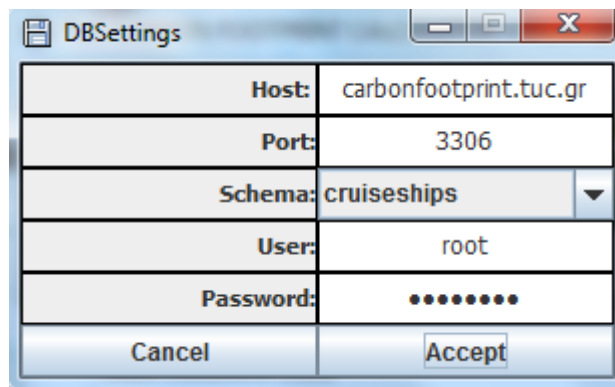 DBSettings
Host: carbonfootprint.tuc.gr
Port: 3306
Schema: cruiseships
User: root
Password: ●●●●●●●●
Cancel Accept